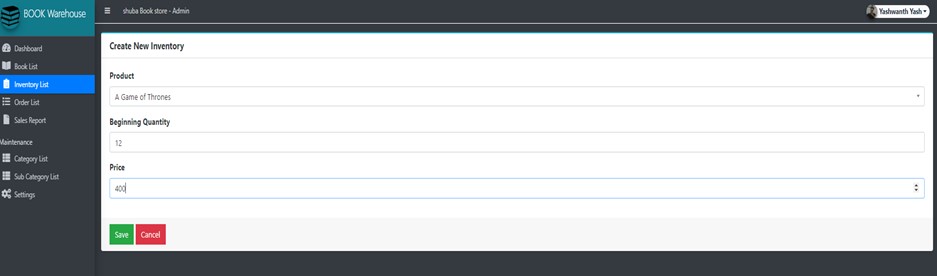 BOOK Warehouse
shuba Book store - Admin
Yashwanth Yash
Dashboard
Book List
Inventory List
Order List
Sales Report
Maintenance
Category List
Sub Category List
Settings
Create New Inventory
Product
A Game of Thrones
Beginning Quantity
12
Price
400
Save
Cancel